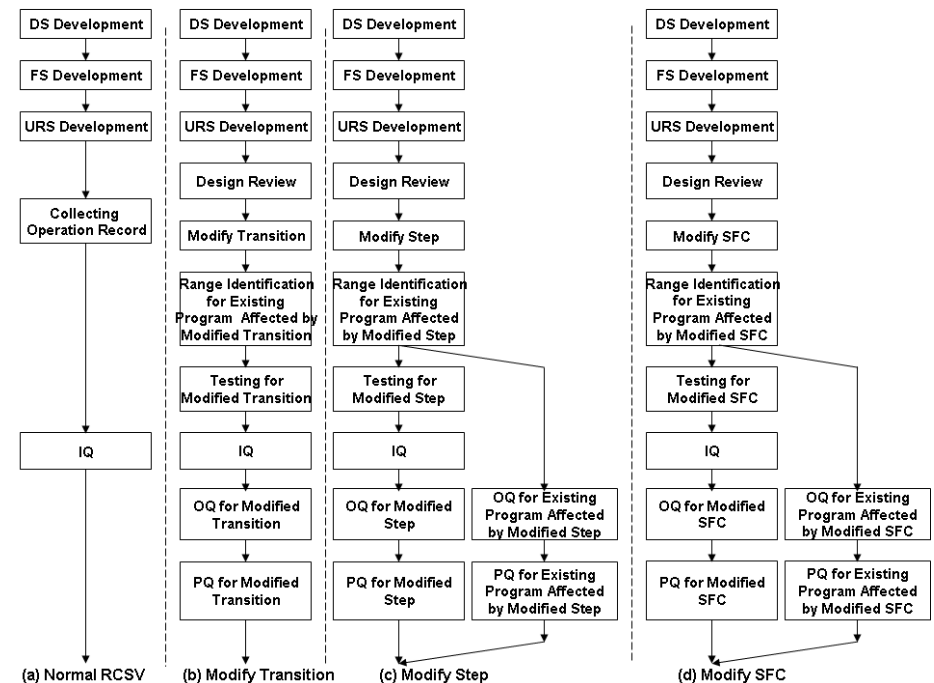 DS Development
FS Development
URS Development
Collecting
Operation Record
IQ
(a) Normal RCSV
DS Development
FS Development
URS Development
Design Review
Modify Transition
Range Identification
for Existing
Program Affected by
Modified Transition
Testing for
Modified Transition
IQ
OQ for Modified
Transition
PQ for Modified
Transition
(b) Modify Transition
DS Development
FS Development
URS Development
Design Review
Modify Step
Range Identification
for Existing
Program Affected
by Modified Step
Testing for
Modified Step
IQ
OQ for Modified
Step
PQ for Modified
Step
OQ for Existing
Program Affected
by Modified Step
PQ for Existing
Program Affected
by Modified Step
(c) Modify Step
DS Development
FS Development
URS Development
Design Review
Modify SFC
Range Identification
for Existing
Program Affected
by Modified SFC
Testing for
Modified SFC
IQ
OQ for Modified
SFC
PQ for Modified
SFC
OQ for Existing
Program Affected
by Modified SFC
PQ for Existing
Program Affected
by Modified SFC
(d) Modify SFC